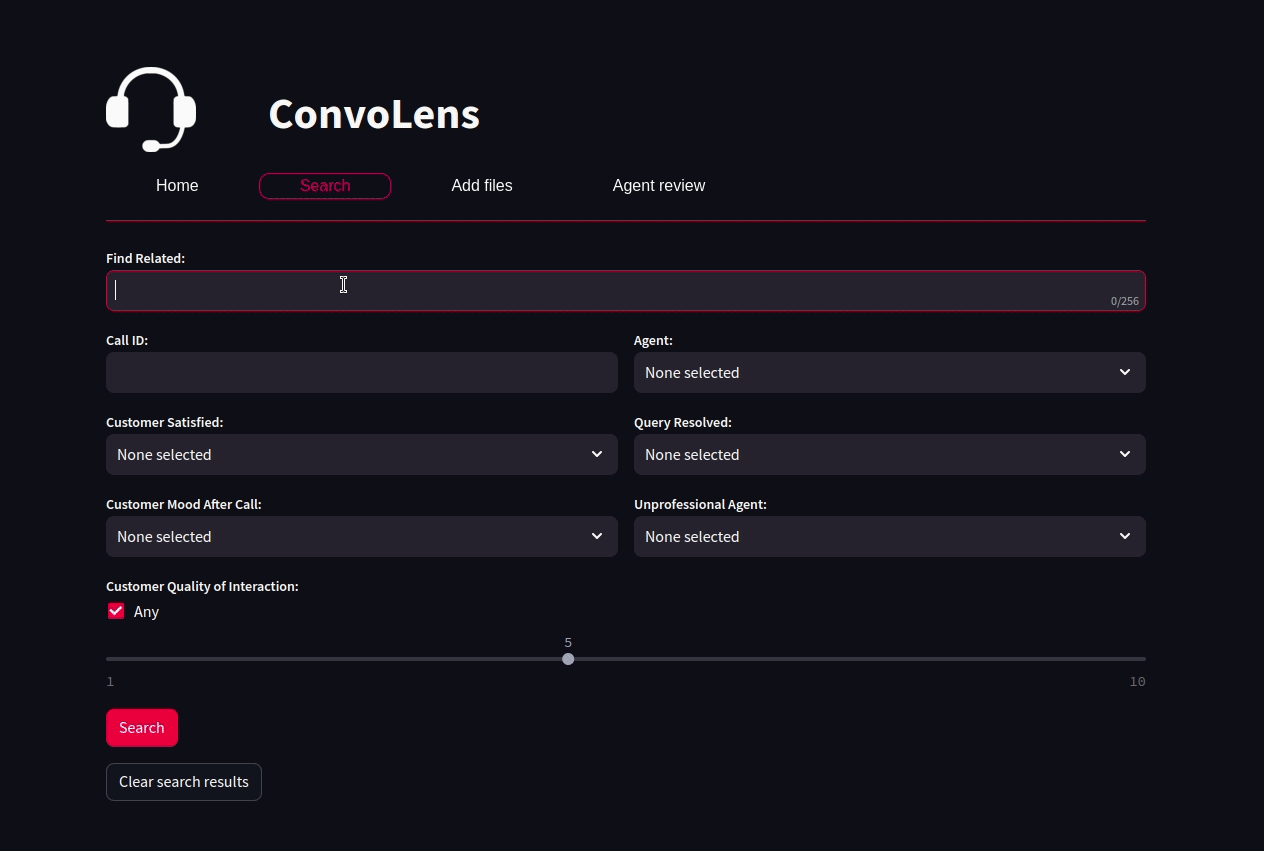 ConvoLens
Home Search Add files Agent review
Find Related:
0/256
Call ID: Agent:
None selected
Customer Satisfied: Query Resolved:
None selected None selected
Customer Mood After Call: Unprofessional Agent:
None selected None selected
Customer Quality of Interaction:
Any
5
1 10
Search
Clear search results